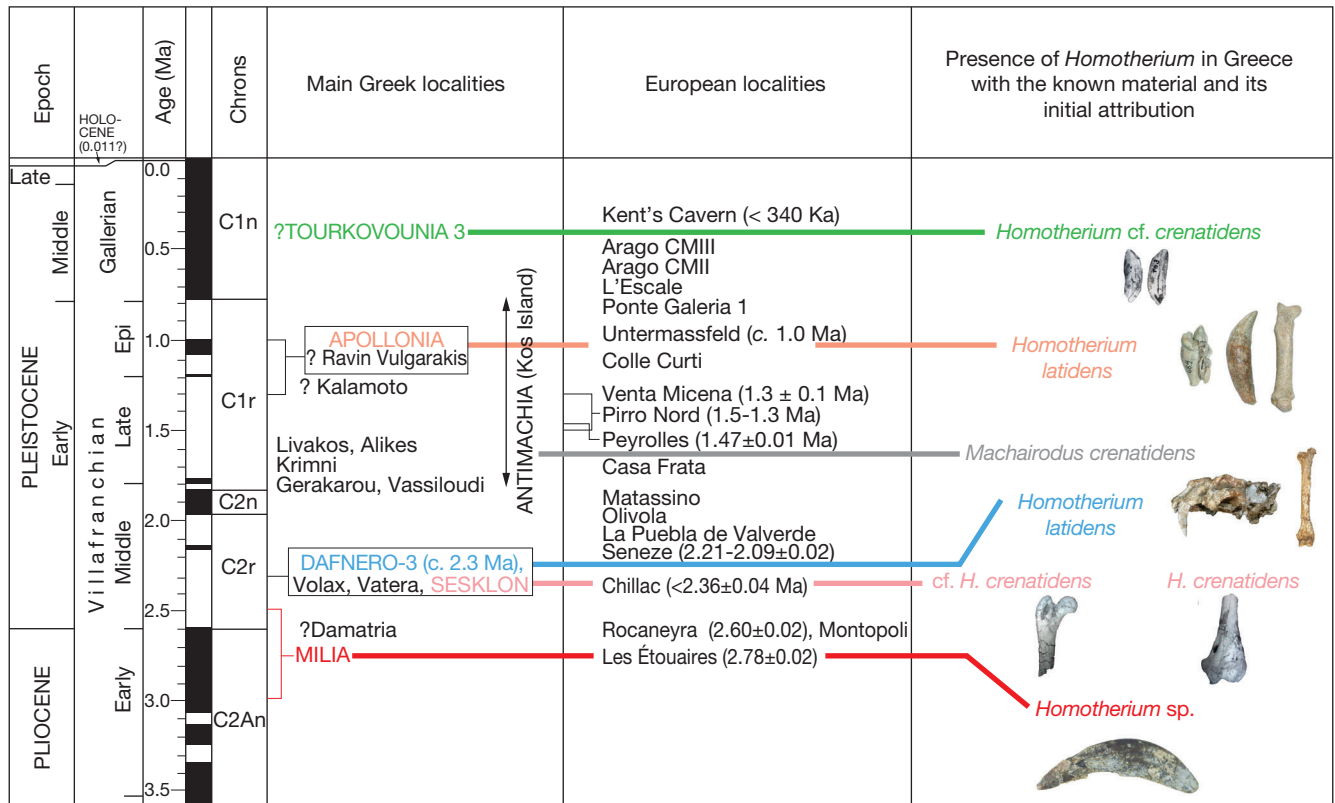 Epoch
HOLO-
CENE
(0.011?)
Age (Ma)
Chrons
Main Greek localities
European localities
Presence of Homotherium in Greece
with the known material and its
initial attribution
Late
Middle
PLEISTOCENE
Early
PLIOCENE
Gallerian
Villafranchian
Epi
Late
Middle
Early
0.0
0.5
1.0
1.5
2.0
2.5
3.0
3.5
C1n
C1r
C2n
C2r
C2An
?TOURKOVOUNIA 3
APOLLONIA
? Ravin Vulgarakis
? Kalamoto
Livakos, Alikes
Krimni
Gerakarou, Vassiloudi
ANTIMACHIA (Kos Island)
DAFNERO-3 (c. 2.3 Ma),
Volax, Vatera, SESKLON
?Damatria
MILIA
Kent's Cavern (< 340 Ka)
Arago CMIII
Arago CMII
L'Escale
Ponte Galeria 1
Untermassfeld (c. 1.0 Ma)
Colle Curti
Venta Micena (1.3 ± 0.1 Ma)
Pirro Nord (1.5-1.3 Ma)
Peyrolles (1.47±0.01 Ma)
Casa Frata
Matassino
Olivola
La Puebla de Valverde
Seneze (2.21-2.09±0.02)
Chillac (<2.36±0.04 Ma)
Rocaneyra (2.60±0.02), Montopoli
Les Étouaires (2.78±0.02)
Homotherium cf. crenatidens
Homotherium
latidens
Machairodus crenatidens
Homotherium
latidens
cf. H. crenatidens
H. crenatidens
Homotherium sp.